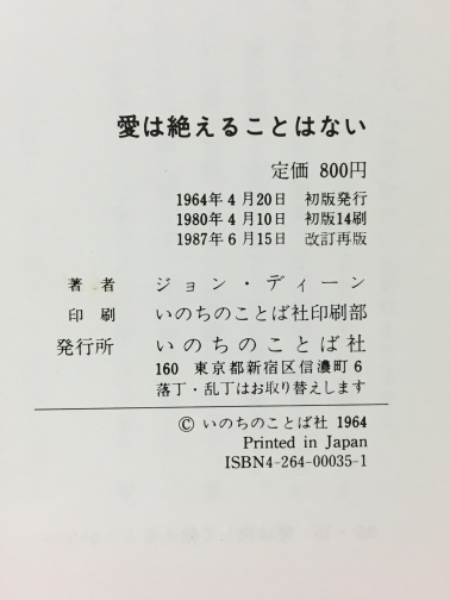 愛は絶えることはない
定価 800円
1964年4月20日 初版発行
1980年4月10日 初版14刷
1987年6月15日 改訂再版
著者 ジョン・ディーン
印刷 いのちのことば社印刷部
発行所 いのちのことば社
160 東京都新宿区信濃町6
落丁・乱丁はお取り替えします
© いのちのことば社 1964
Printed in Japan
ISBN4-264-00035-1